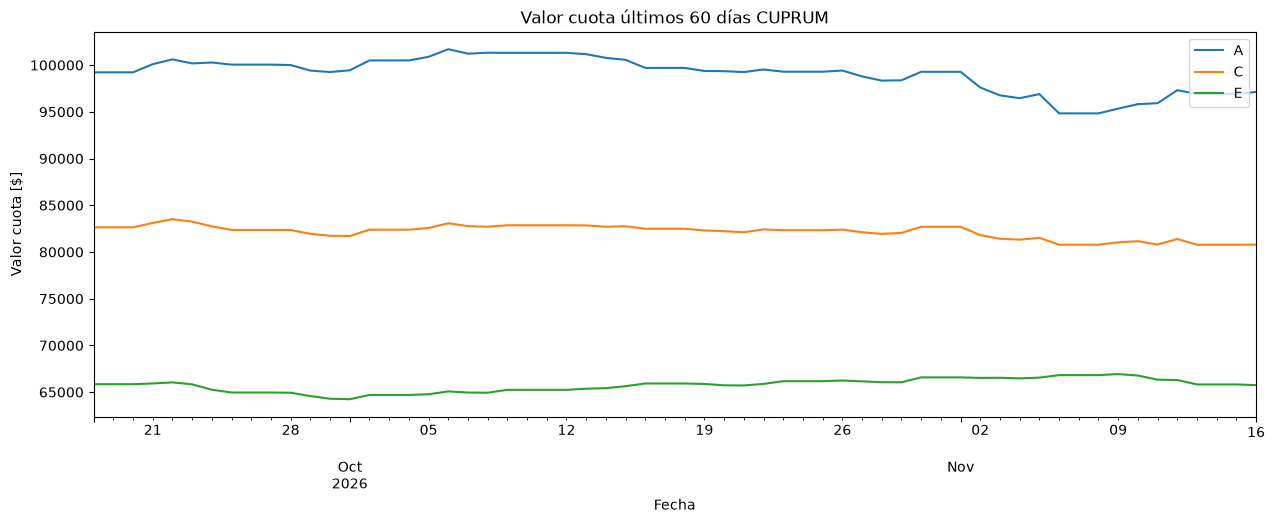 Valor cuota últimos 60 días CUPRUM
Valor cuota [$]
100000
95000
90000
85000
80000
75000
70000
65000
A
C
E
21
28
05
12
19
26
02
09
16
Oct
2026
Nov
Fecha